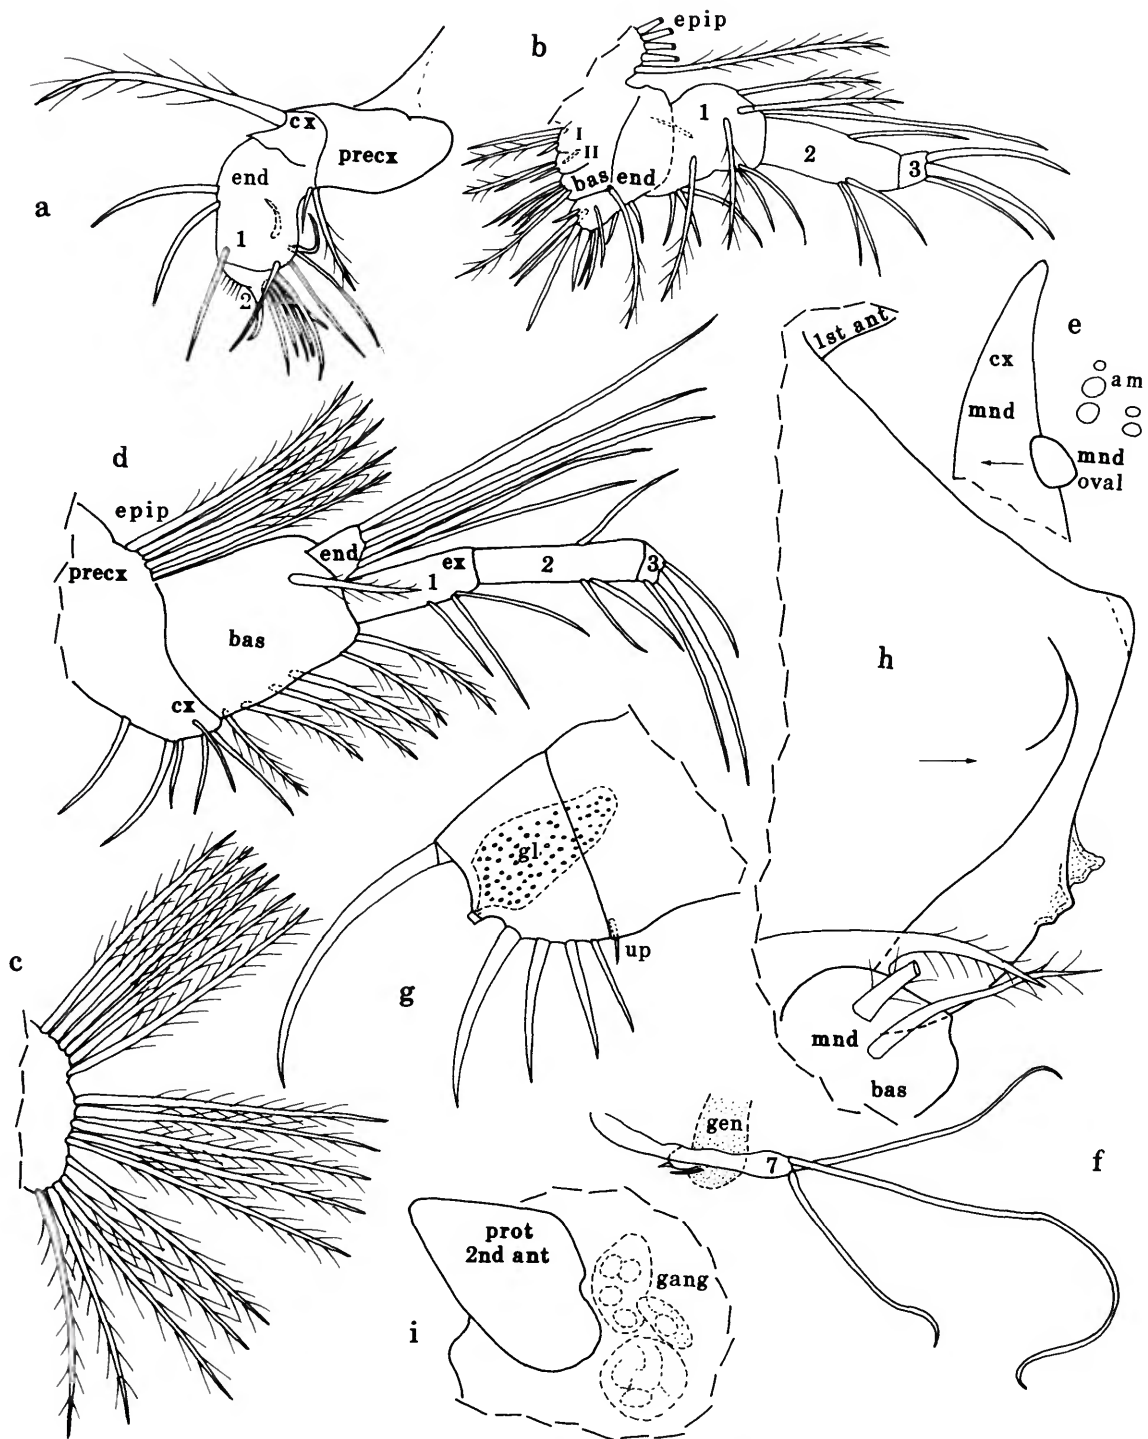 a
cx
precx
end
1
2
b
epip
I
II
bas
end
1
2
3
d
epip
precx
cx
bas
end
ex
1
2
3
1st ant
e
cx
mnd
am
mnd
oval
h
mnd
bas
g
gl
up
c
f
gen
7
i
prot
2nd ant
gang